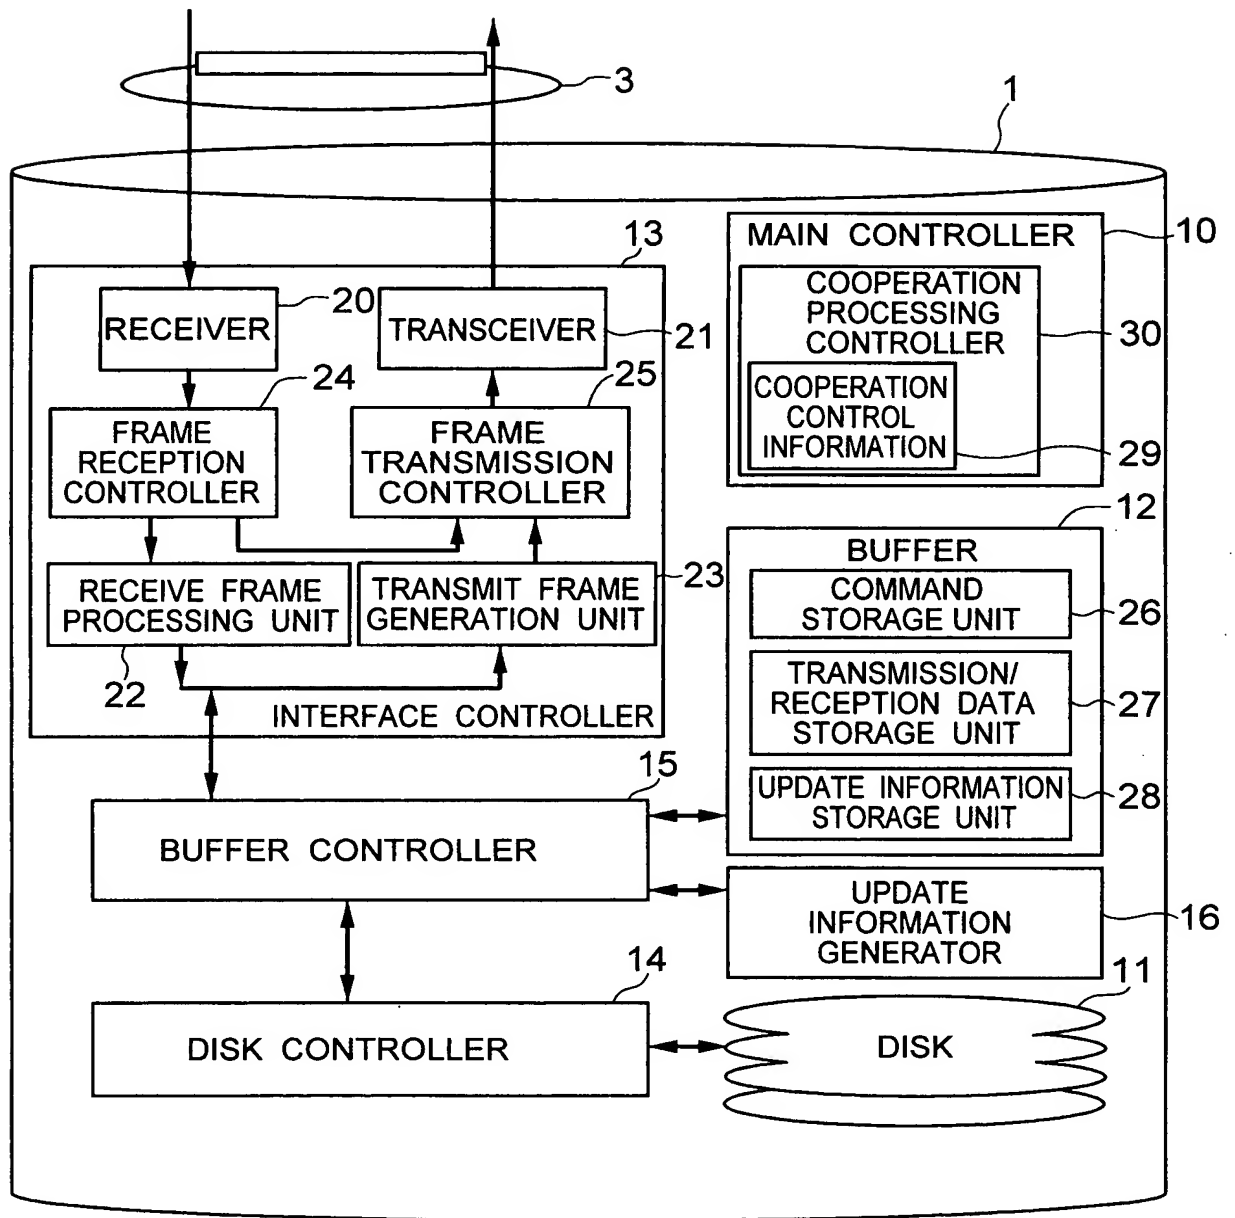 3
1
13
MAIN CONTROLLER
10
COOPERATION
PROCESSING
CONTROLLER
30
COOPERATION
CONTROL
INFORMATION
29
RECEIVER
20
TRANSCEIVER
21
24
FRAME
RECEPTION
CONTROLLER
25
FRAME
TRANSMISSION
CONTROLLER
RECEIVE FRAME
PROCESSING UNIT
22
TRANSMIT FRAME
GENERATION UNIT
23
INTERFACE CONTROLLER
12
BUFFER
COMMAND
STORAGE UNIT
26
TRANSMISSION/
RECEPTION DATA
STORAGE UNIT
27
UPDATE INFORMATION
STORAGE UNIT
28
15
BUFFER CONTROLLER
UPDATE
INFORMATION
GENERATOR
16
14
DISK CONTROLLER
11
DISK